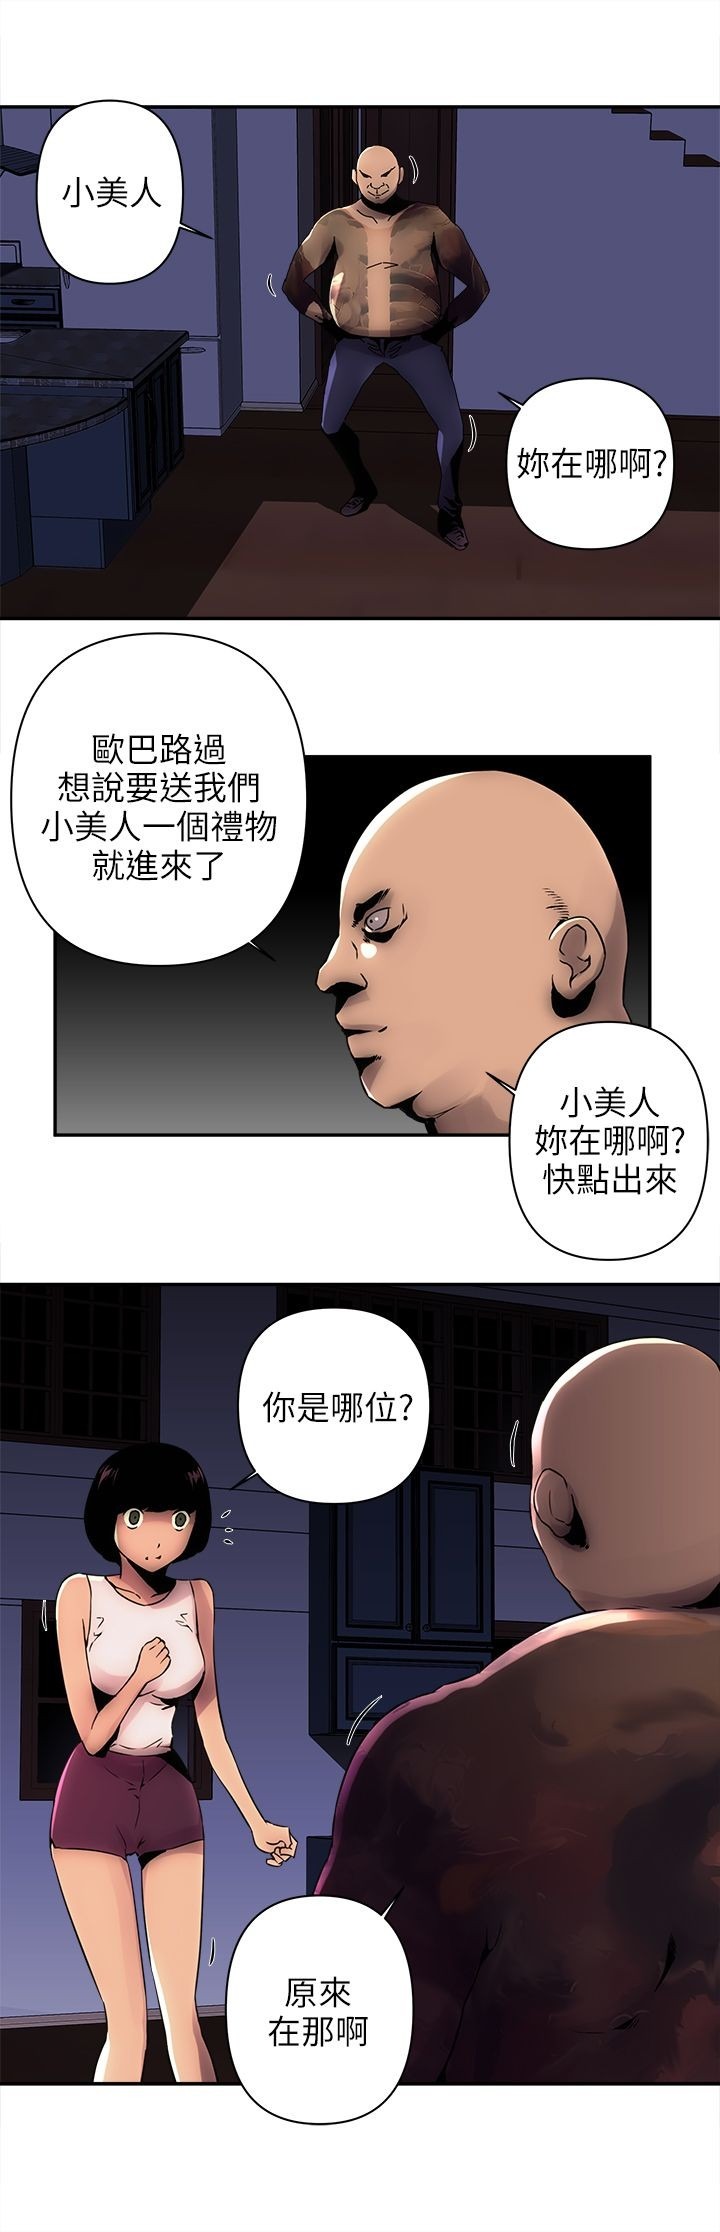 小美人
妳在哪啊?
歐巴路過
想說要送我們
小美人一個禮物
就進來了
小美人
妳在哪啊?
快點出來
你是哪位?
原來
在那啊